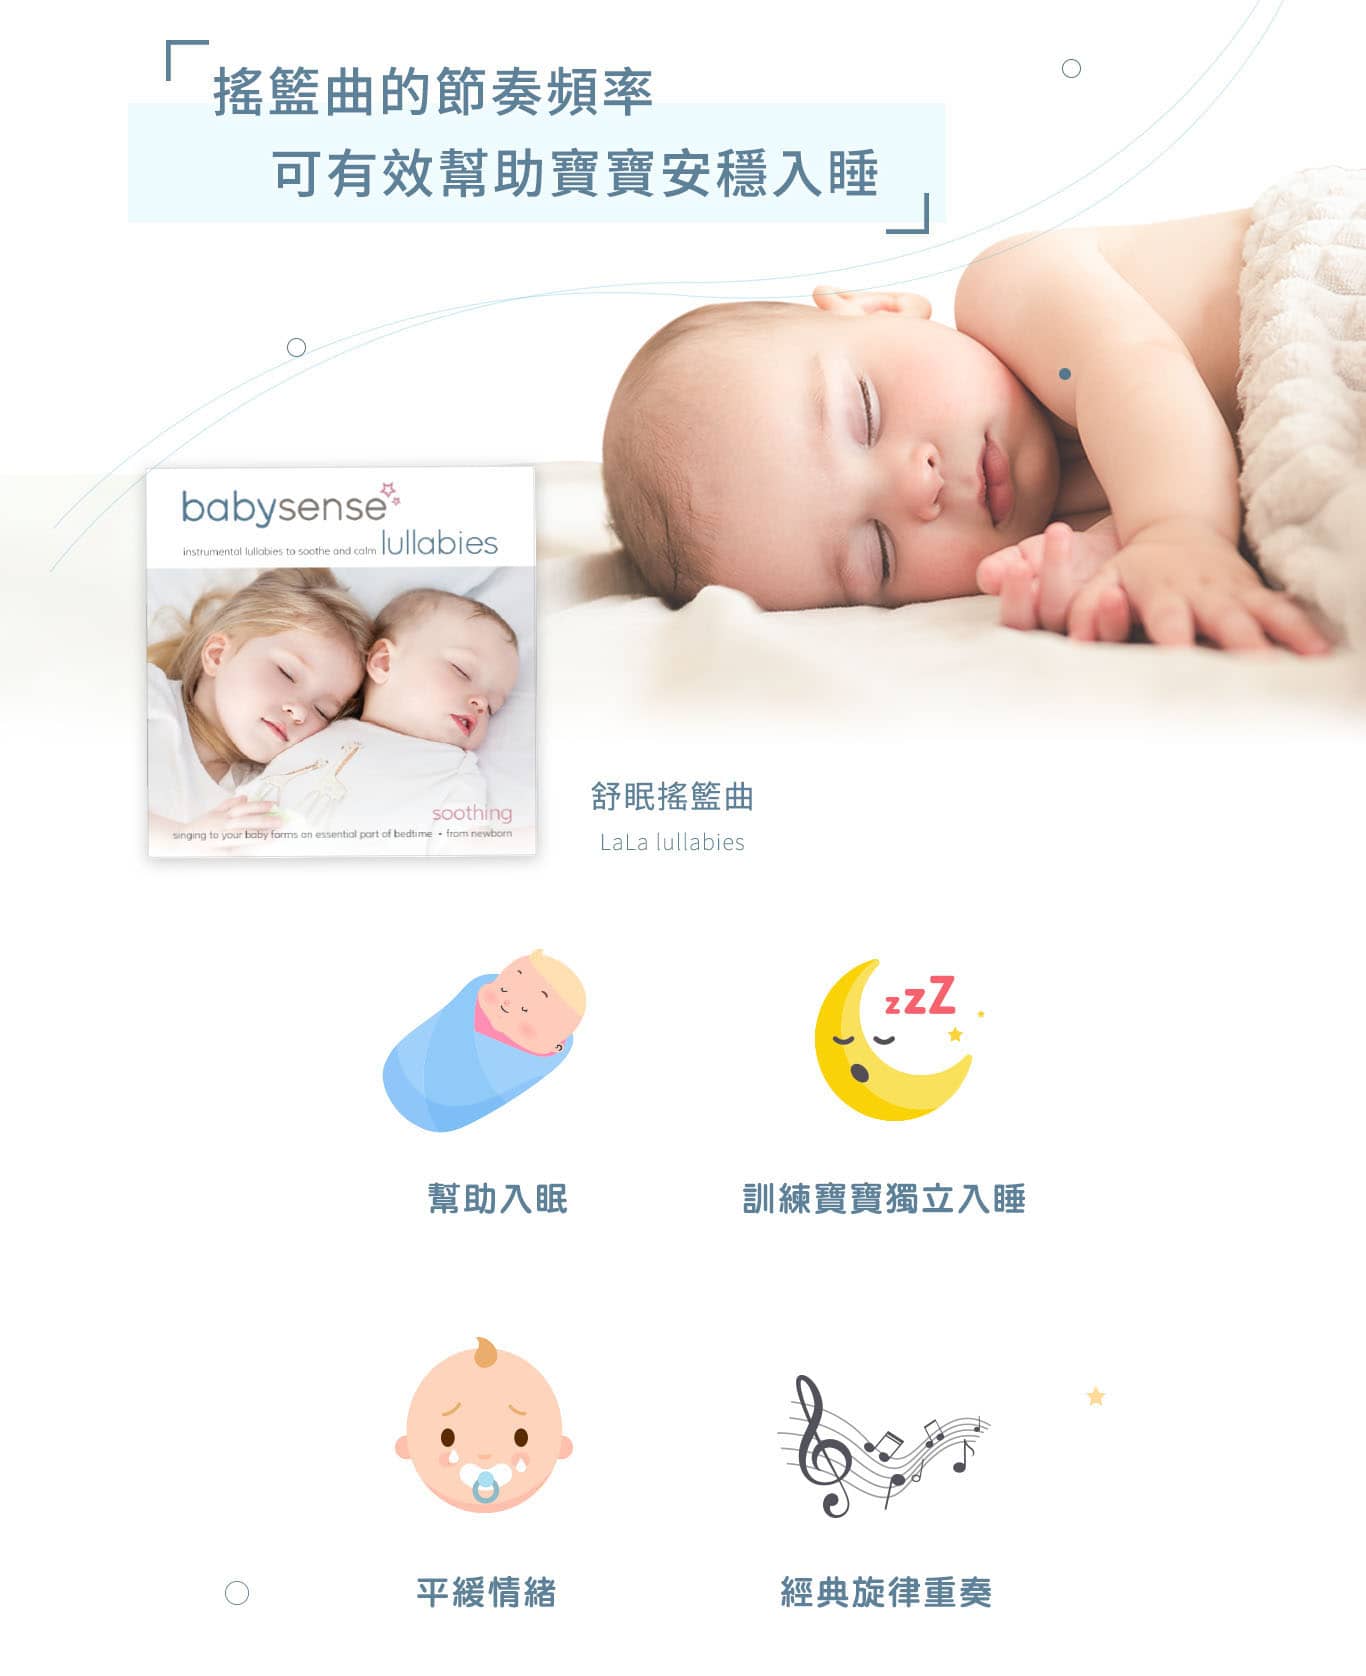 搖籃曲的節奏頻率
可有效幫助寶寶安穩入睡
babysense
instrumental lullabies to soothe and calm lullabies
soothing
singing to your baby forms an essential part of bedtime • from newborn
舒眠搖籃曲
LaLa lullabies
zzZ
幫助入眠
訓練寶寶獨立入睡
平緩情緒
經典旋律重奏